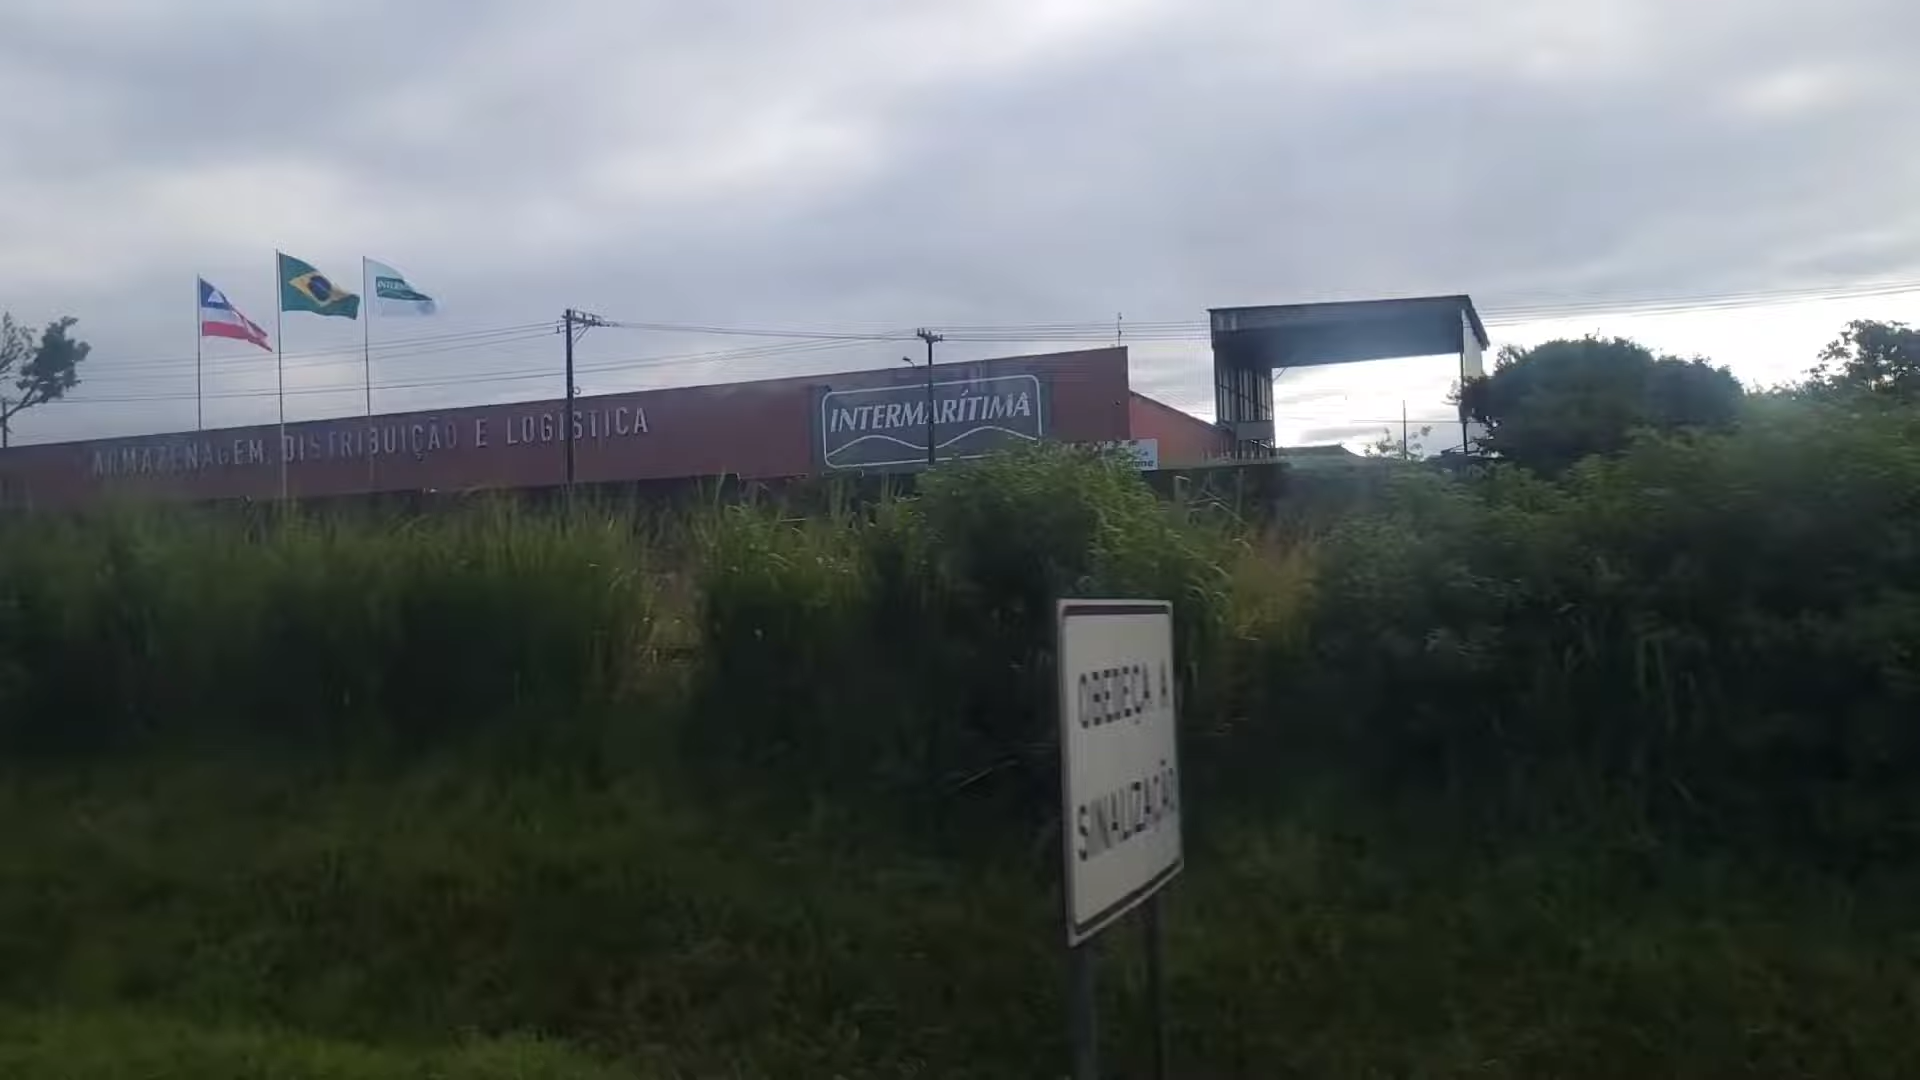 ARMAZENAGEM, DISTRIBUIÇÃO E LOGÍSTICA
INTERMARÍTIMA
OBEDEÇA A
SINALIZAÇÃO